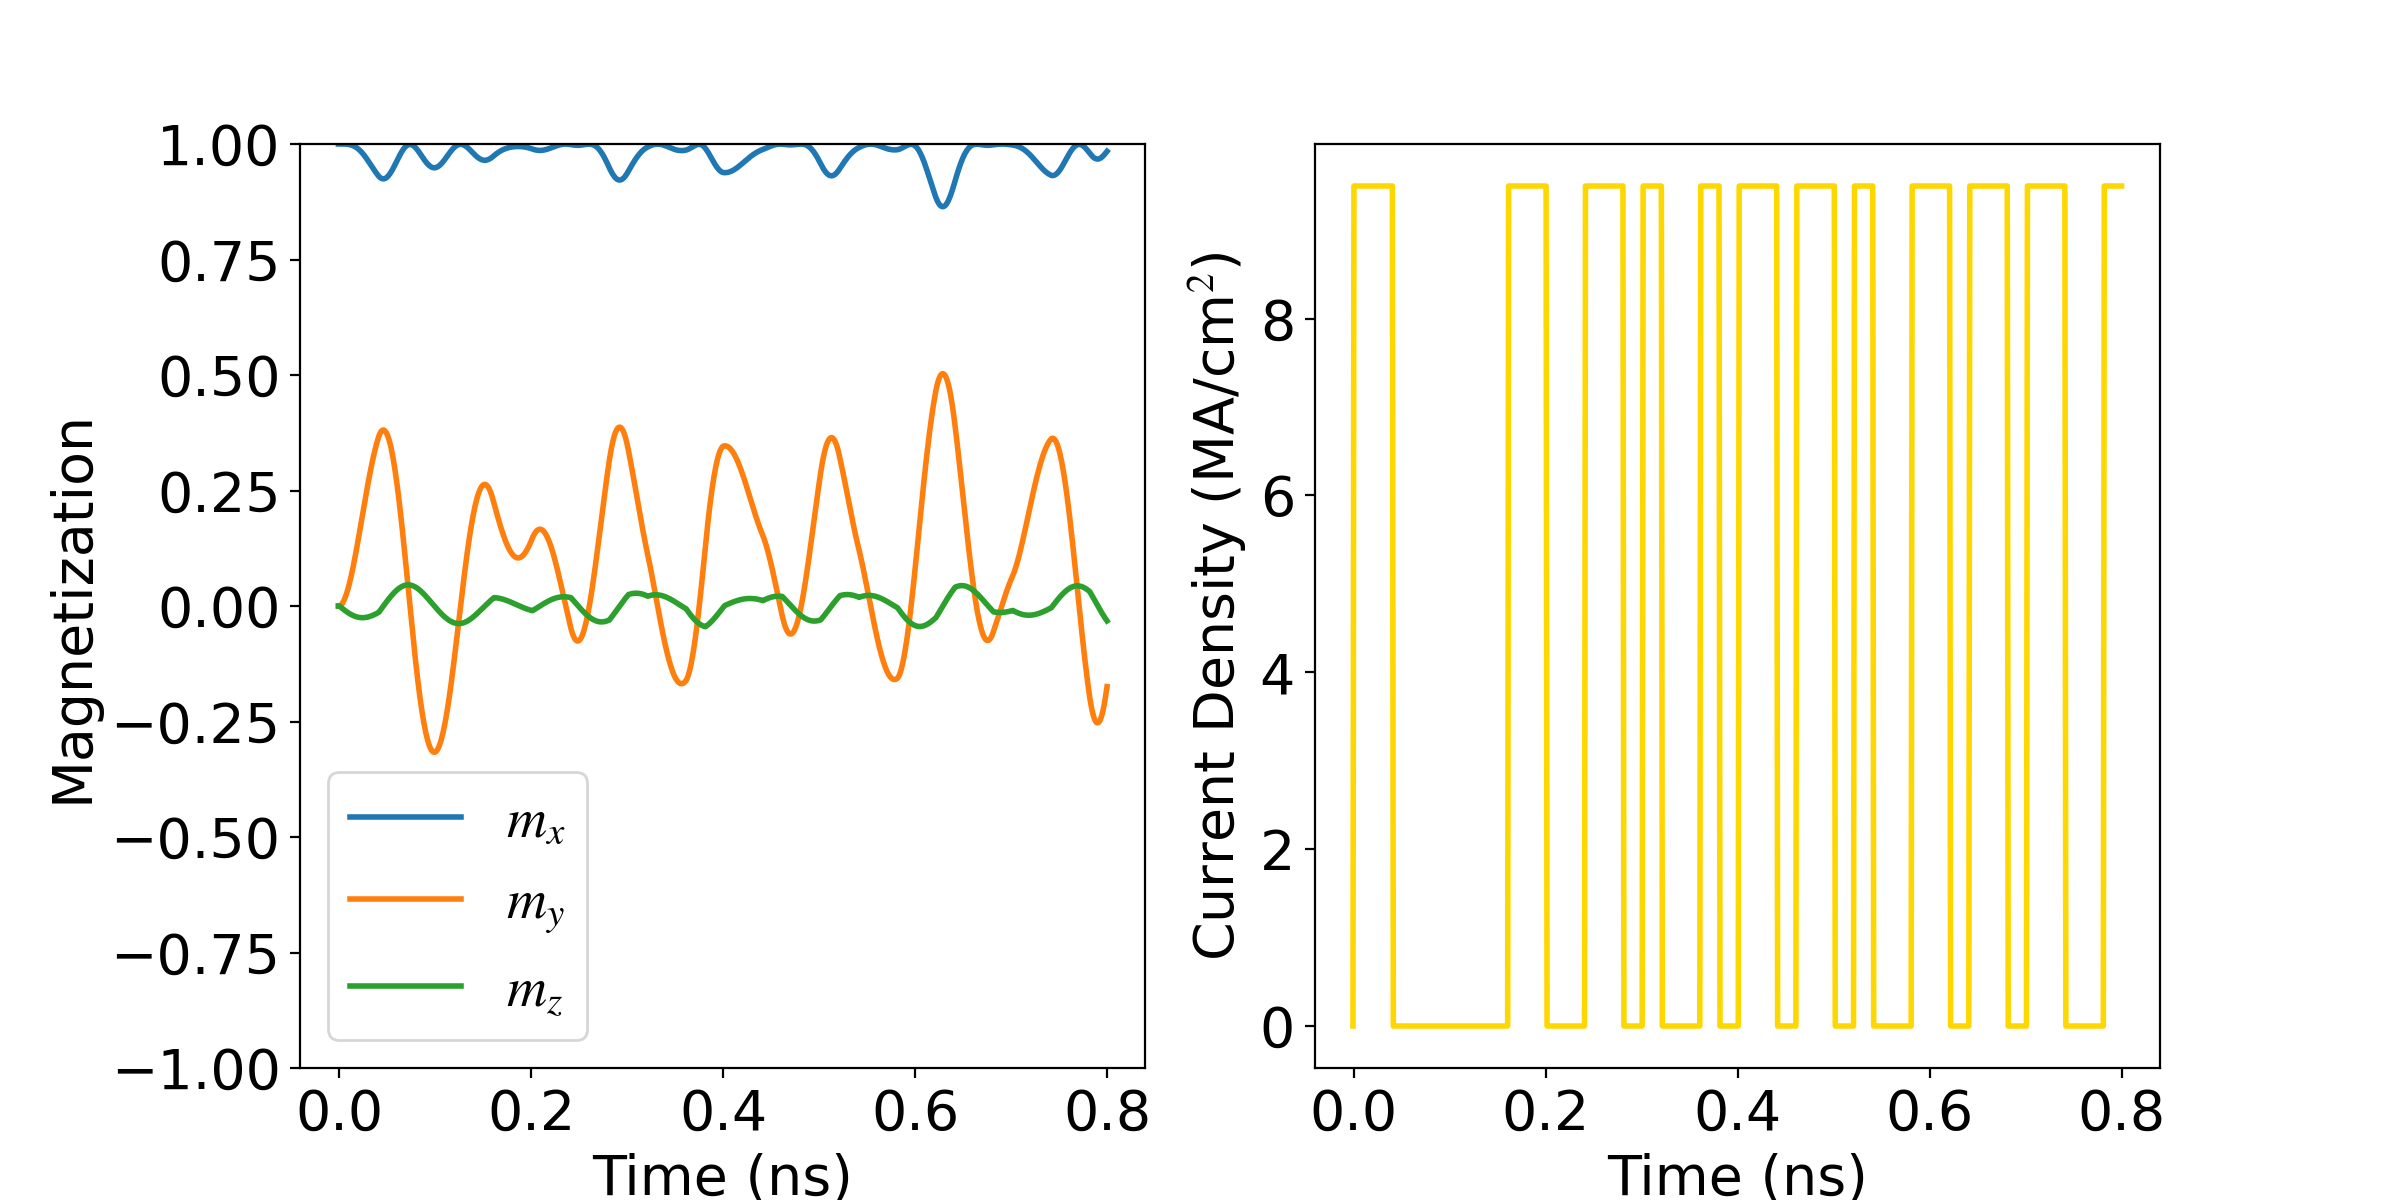 Magnetization
1.00
0.75
0.50
0.25
0.00
−0.25
−0.50
−0.75
−1.00
0.0 0.2 0.4 0.6 0.8
Time (ns)
mₓ
m_y
m_z
Current Density (MA/cm²)
8
6
4
2
0
0.0 0.2 0.4 0.6 0.8
Time (ns)